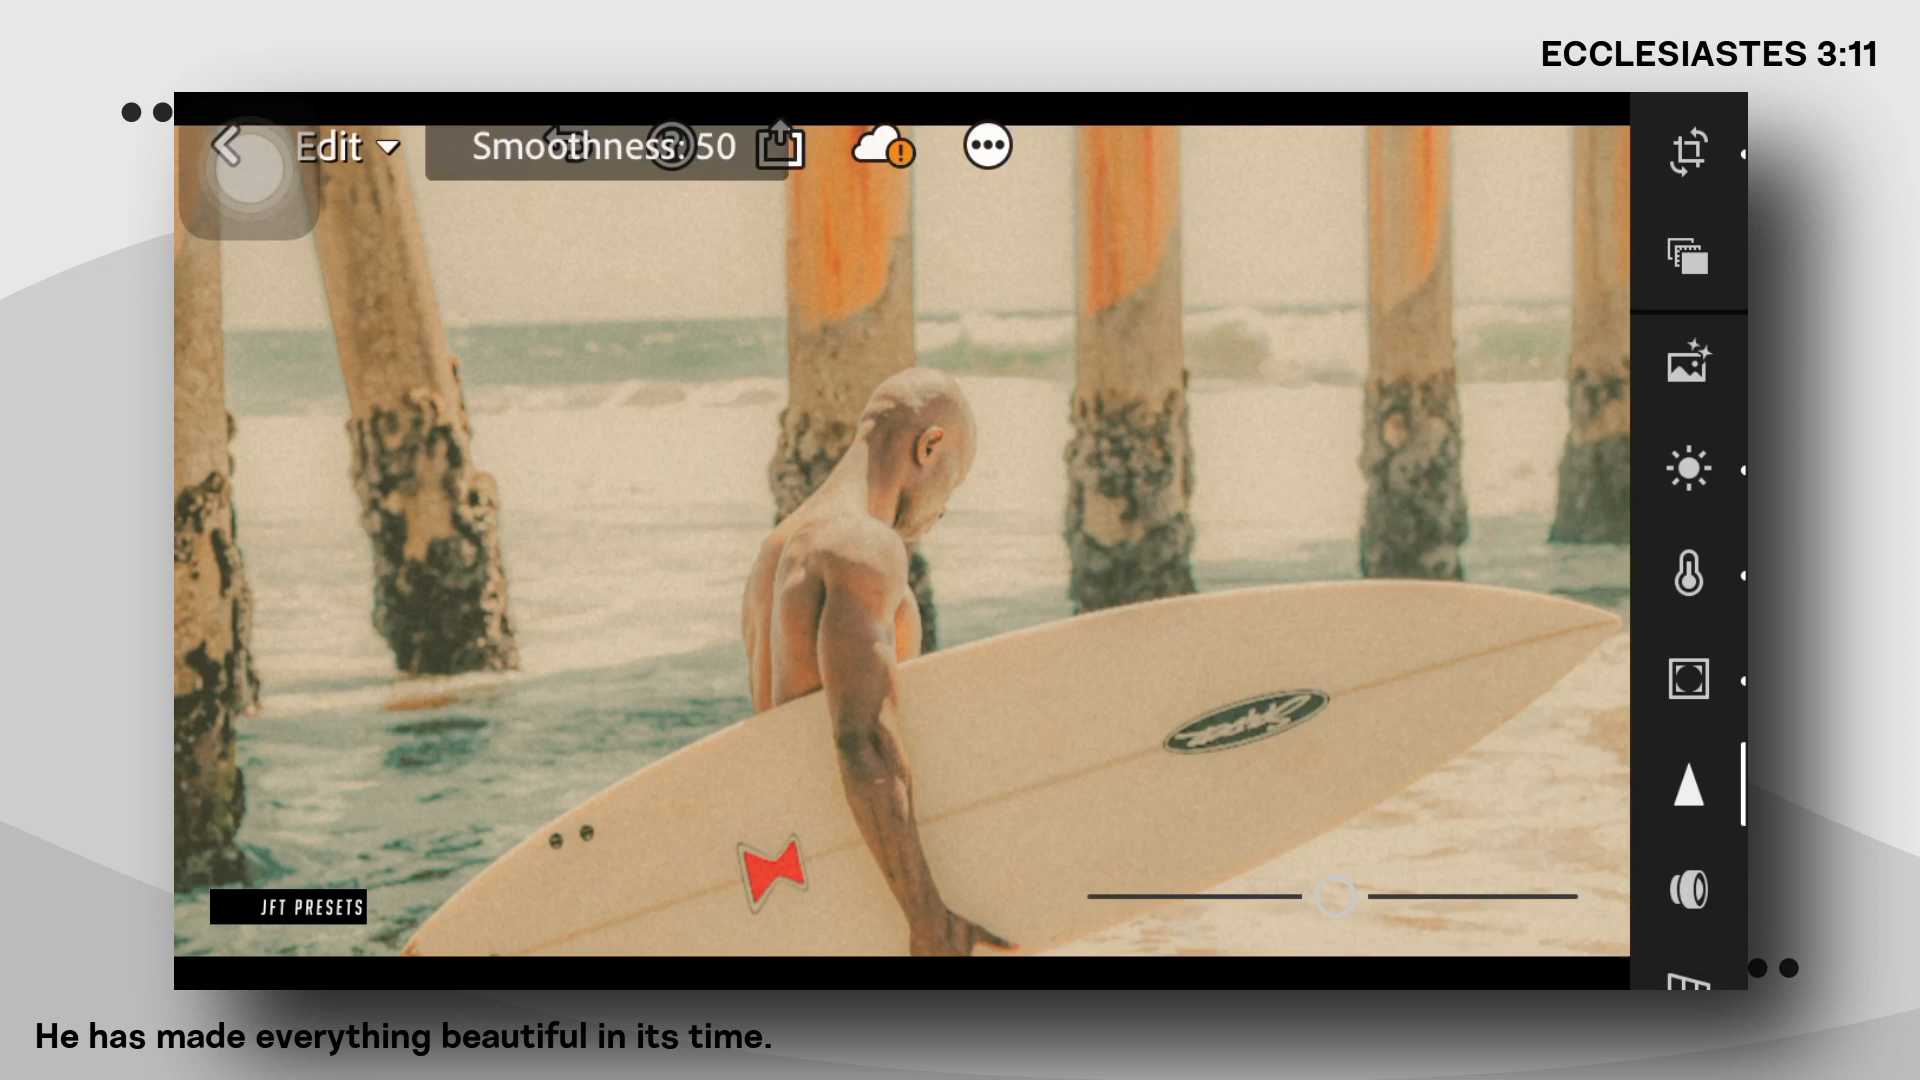 ECCLESIASTES 3:11
Edit
Smoothness: 50
JFT PRESETS
He has made everything beautiful in its time.